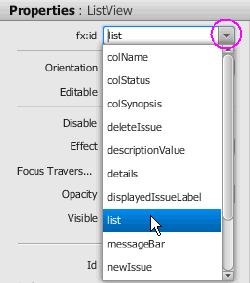 Properties : ListView
fx:id list
colName
Orientation
colStatus
Editable
colSynopsis
Disable
deleteIssue
Effect
descriptionValue
Focus Travers...
details
Opacity
displayedIssueLabel
Visible
list
messageBar
Id
newIssue